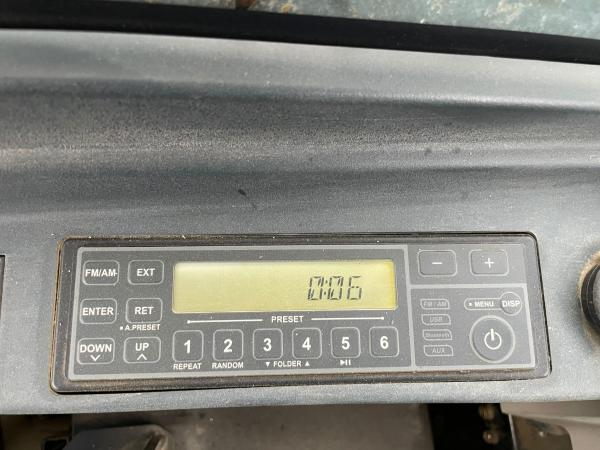 FM/AM EXT
0:06
- +
ENTER RET
• A.PRESET
PRESET
DOWN UP
1 2 3 4 5 6
REPEAT RANDOM ▼ FOLDER ▲ ▶II
FM / AM
USB
Bluetooth
AUX
• MENU DISP